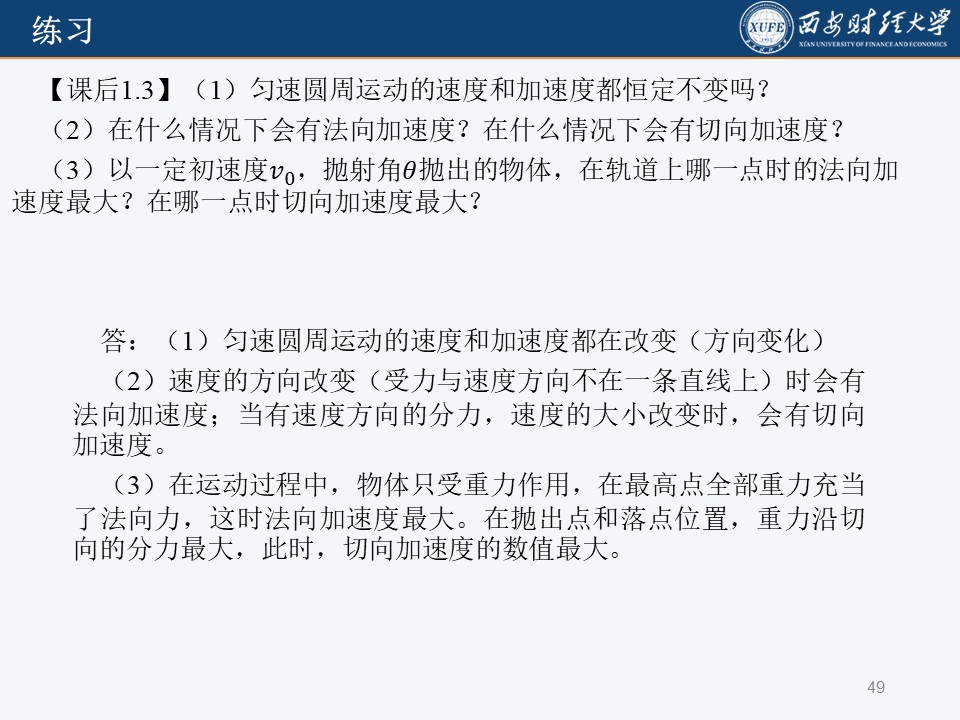 练习
XUFE
西安财经大学
XI'AN UNIVERSITY OF FINANCE AND ECONOMICS
【课后1.3】（1）匀速圆周运动的速度和加速度都恒定不变吗？
（2）在什么情况下会有法向加速度？在什么情况下会有切向加速度？
（3）以一定初速度v₀，抛射角θ抛出的物体，在轨道上哪一点时的法向加
速度最大？在哪一点时切向加速度最大？
答：（1）匀速圆周运动的速度和加速度都在改变（方向变化）
（2）速度的方向改变（受力与速度方向不在一条直线上）时会有
法向加速度；当有速度方向的分力，速度的大小改变时，会有切向
加速度。
（3）在运动过程中，物体只受重力作用，在最高点全部重力充当
了法向力，这时法向加速度最大。在抛出点和落点位置，重力沿切
向的分力最大，此时，切向加速度的数值最大。
49